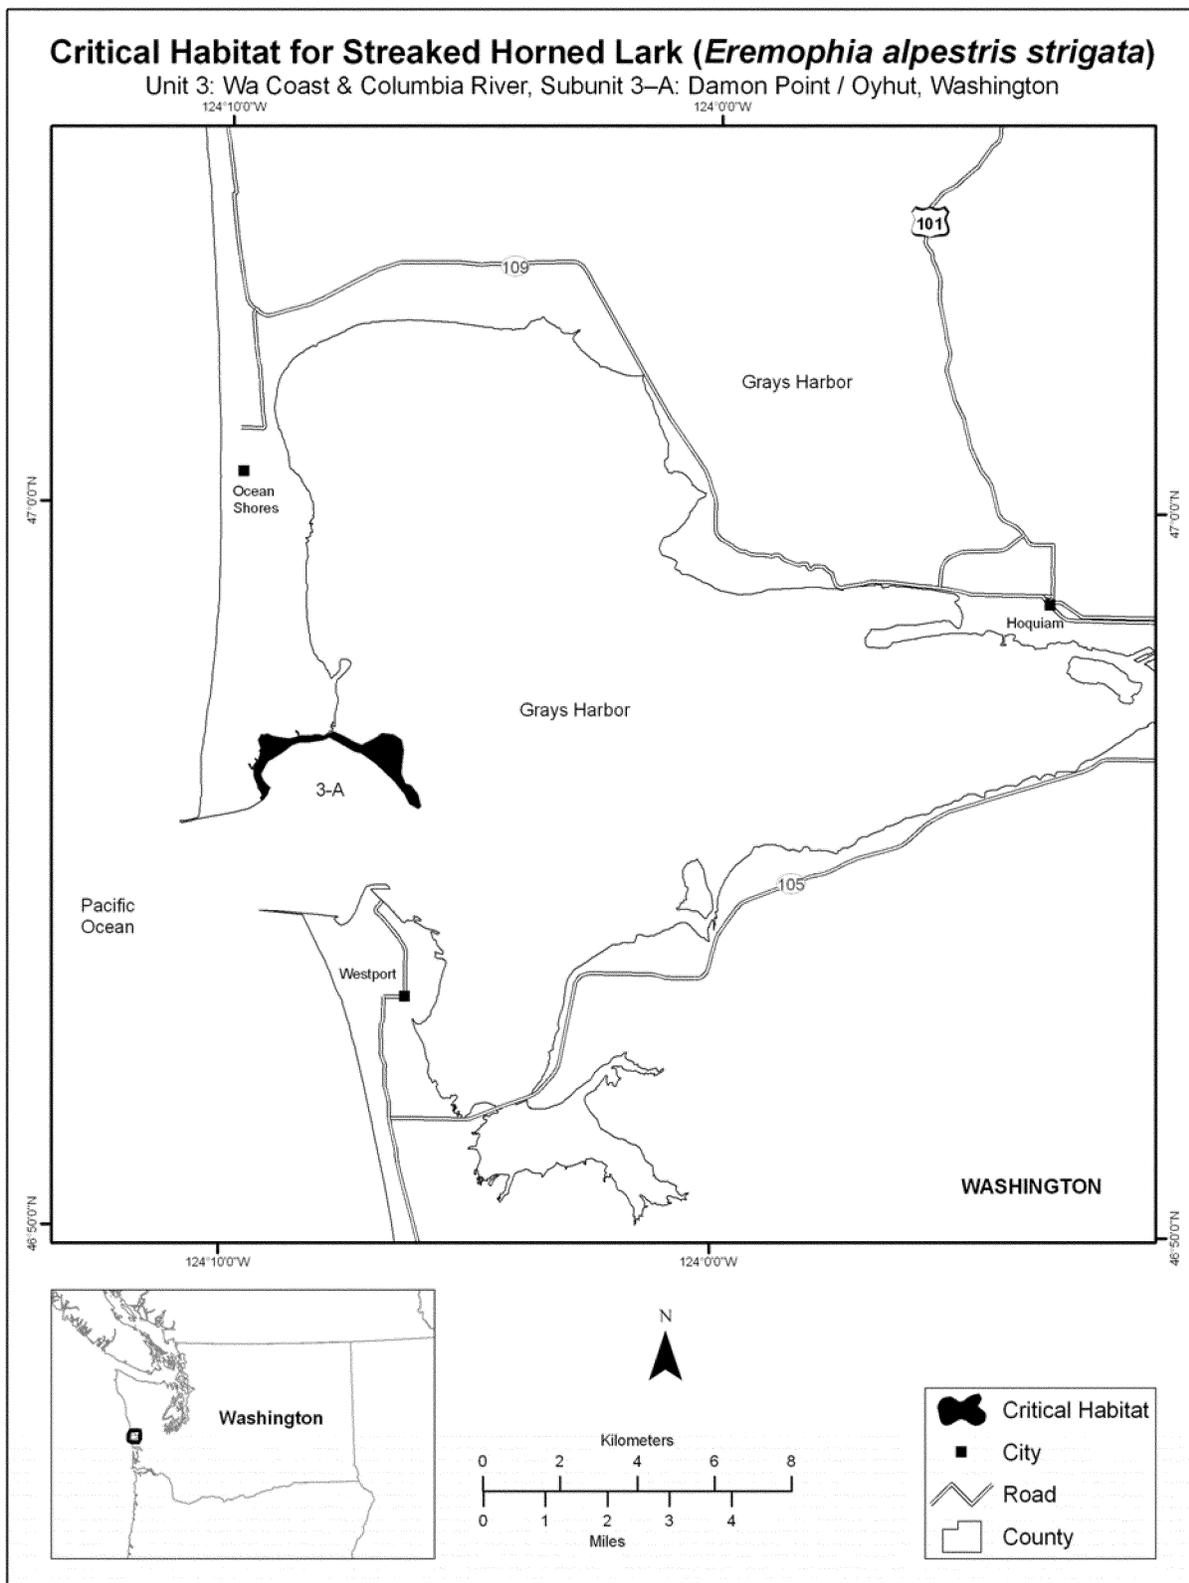 Critical Habitat for Streaked Horned Lark (Eremophia alpestris strigata)
Unit 3: Wa Coast & Columbia River, Subunit 3–A: Damon Point / Oyhut, Washington
124°10'0"W
124°0'0"W
101
109
Grays Harbor
Ocean
Shores
47°0'0"N
47°0'0"N
Hoquiam
Grays Harbor
3-A
105
Pacific
Ocean
Westport
WASHINGTON
46°50'0"N
46°50'0"N
124°10'0"W
124°0'0"W
N
Washington
Kilometers
0 2 4 6 8
0 1 2 3 4
Miles
Critical Habitat
City
Road
County